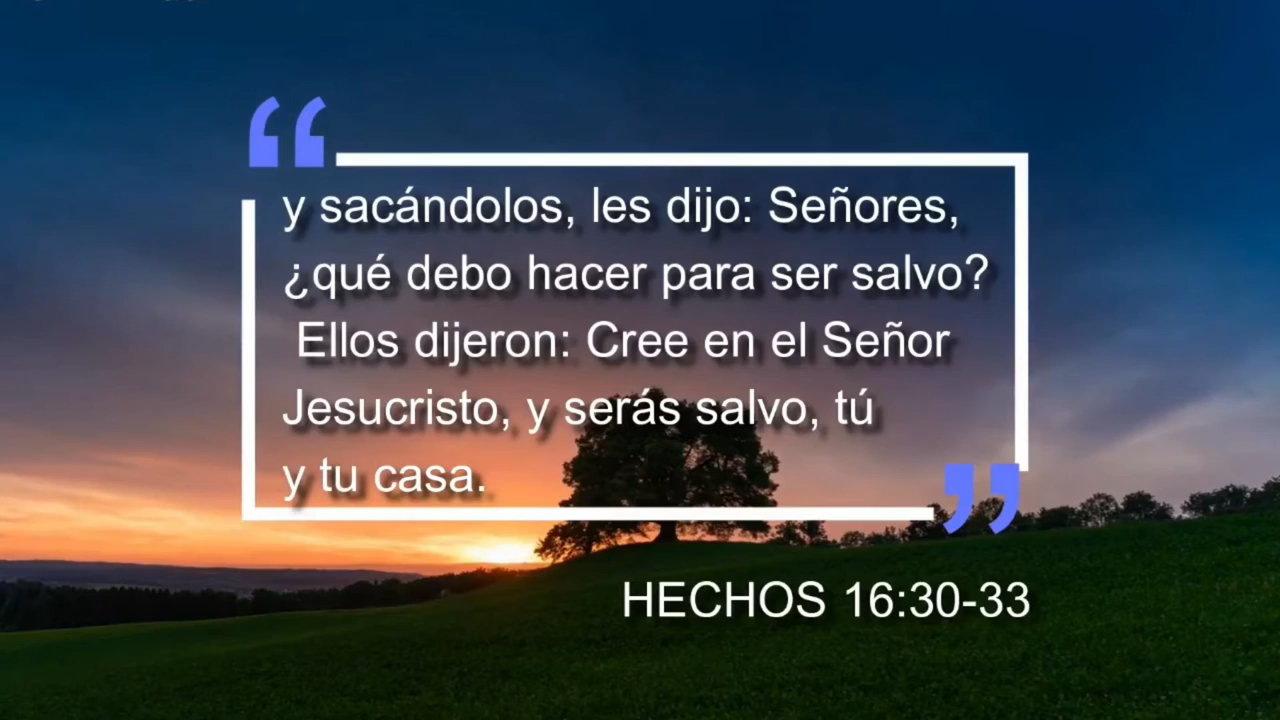 y sacándolos, les dijo: Señores,
¿qué debo hacer para ser salvo?
Ellos dijeron: Cree en el Señor
Jesucristo, y serás salvo, tú
y tu casa.
HECHOS 16:30-33